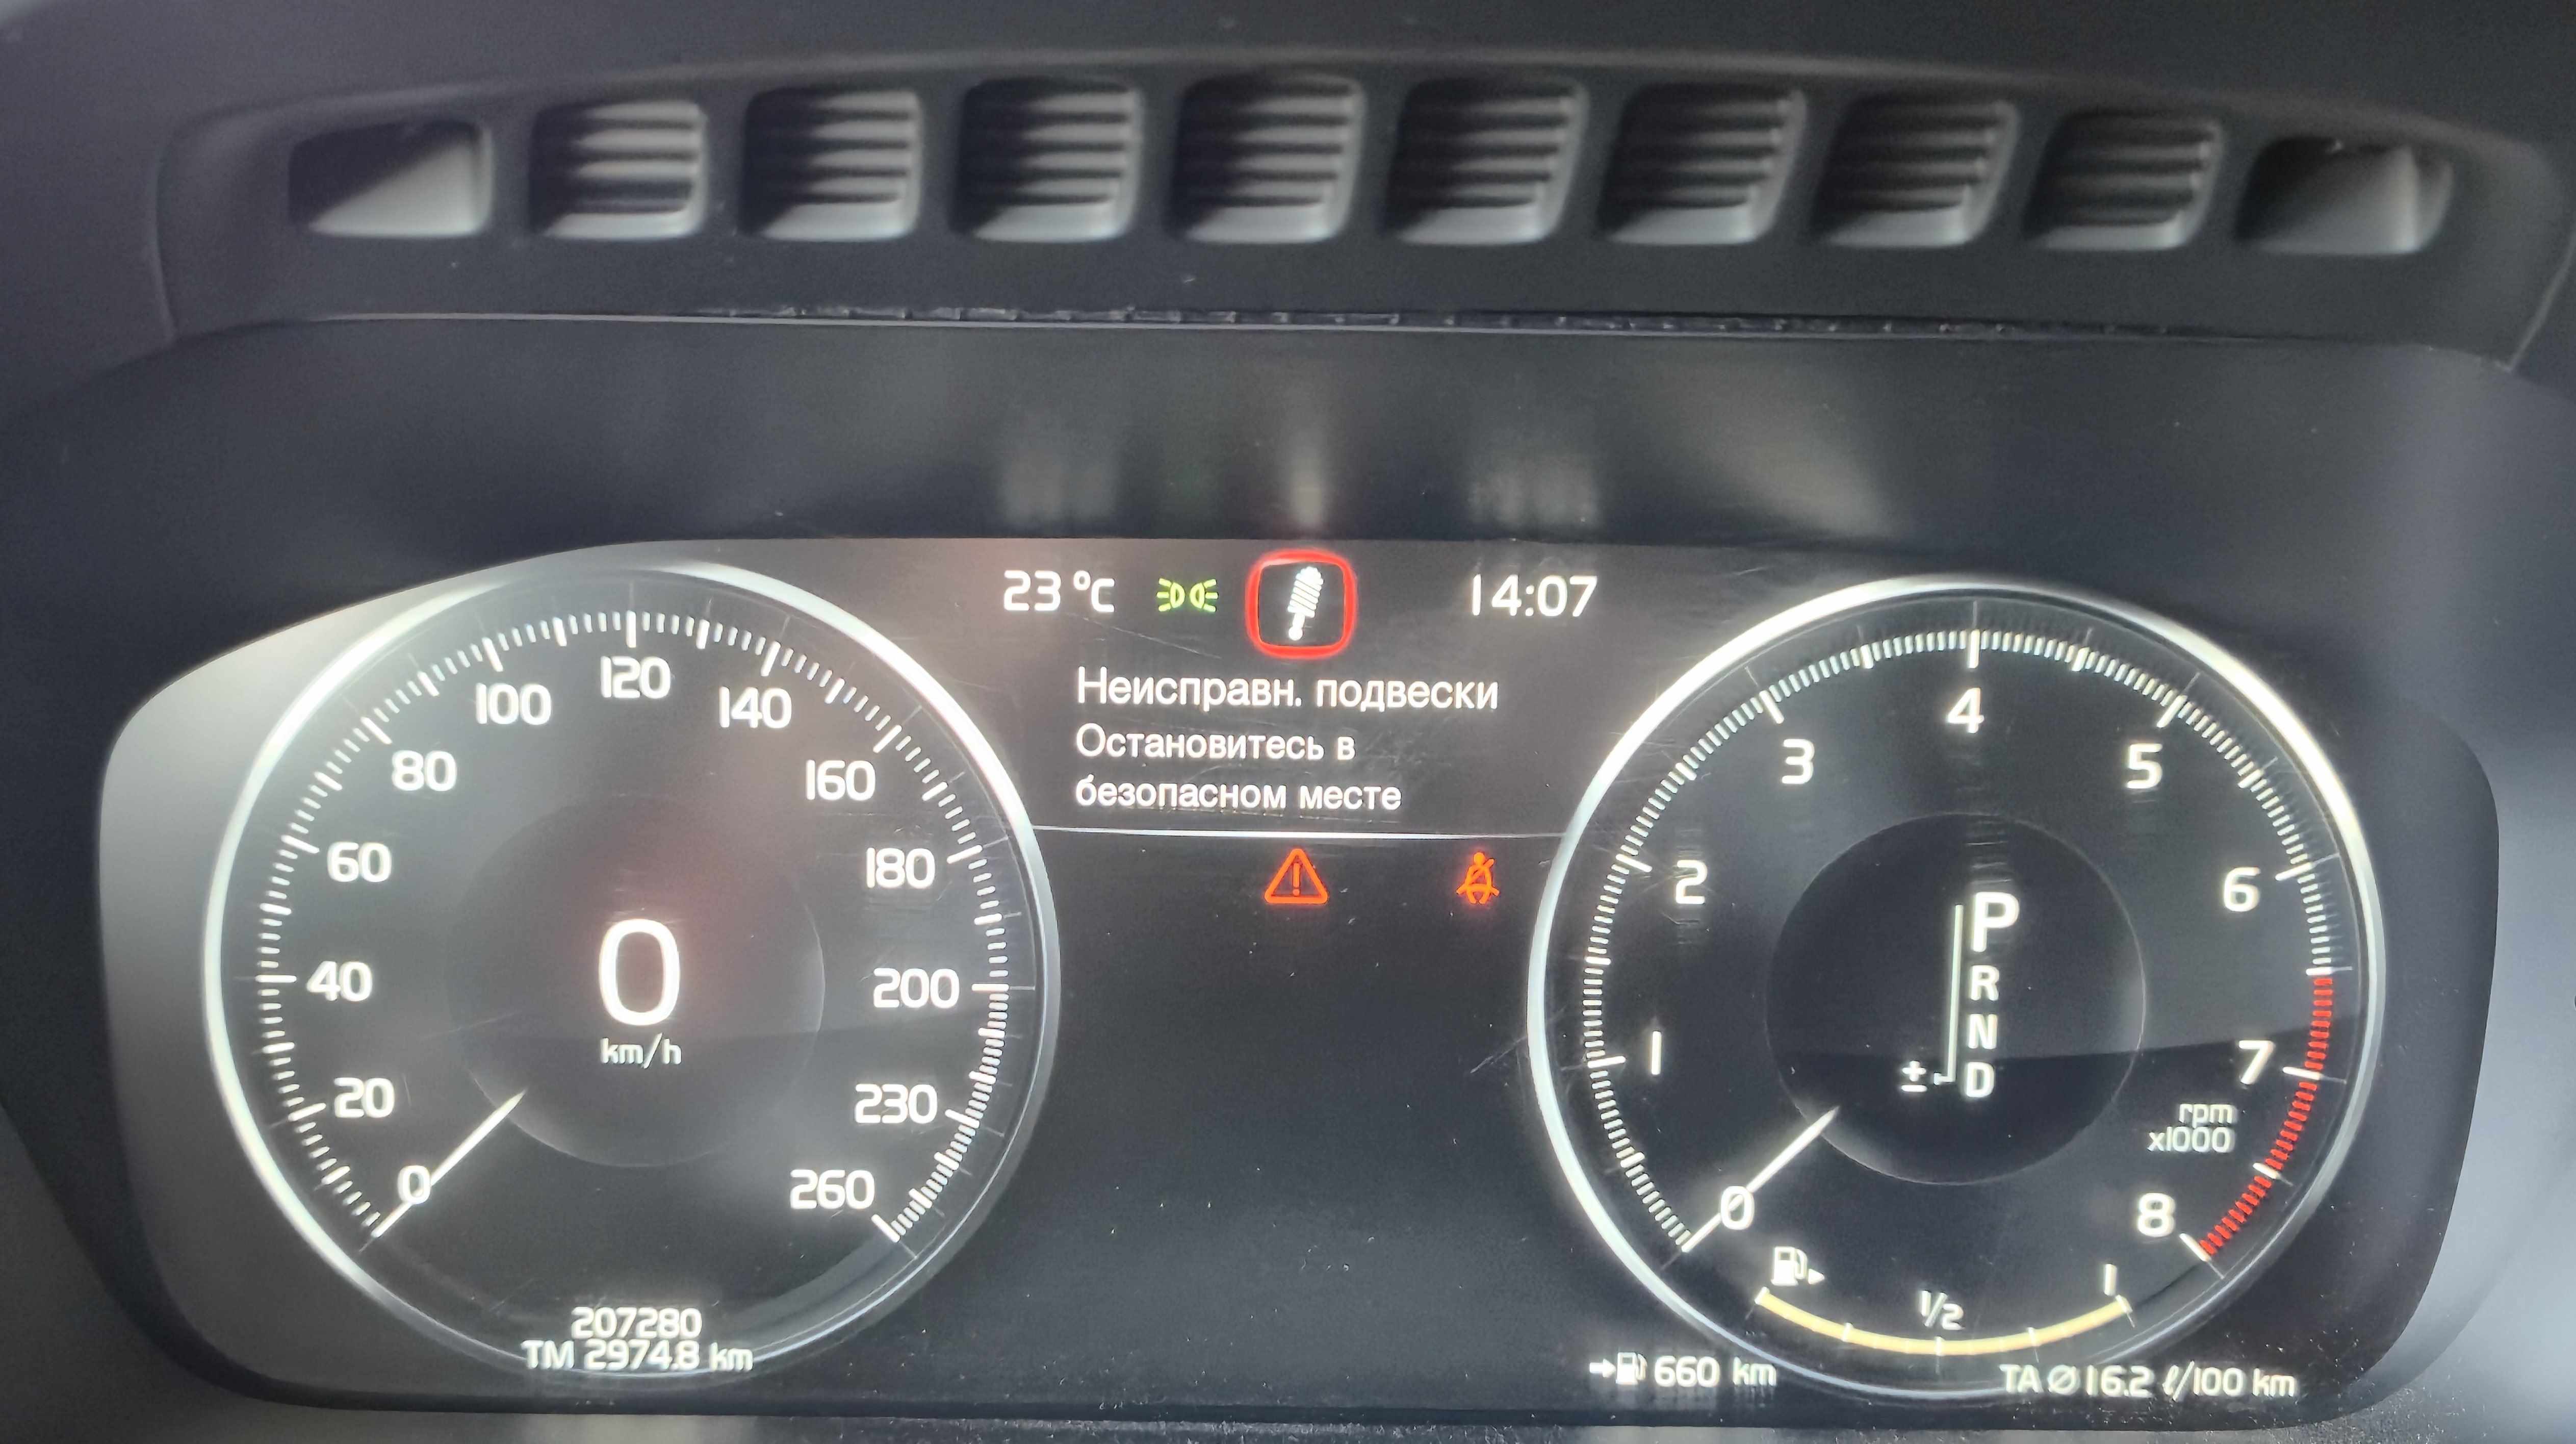 23 °C
14:07
Неисправн. подвески
Остановитесь в
безопасном месте
0
20
40
60
80
100
120
140
160
180
200
230
260
0
km/h
207280
TM 2974.8 km
0
1
2
3
4
5
6
7
8
rpm
x1000
P
R
N
D
±
1/2
1
660 km
TA Ø 16.2 ℓ/100 km